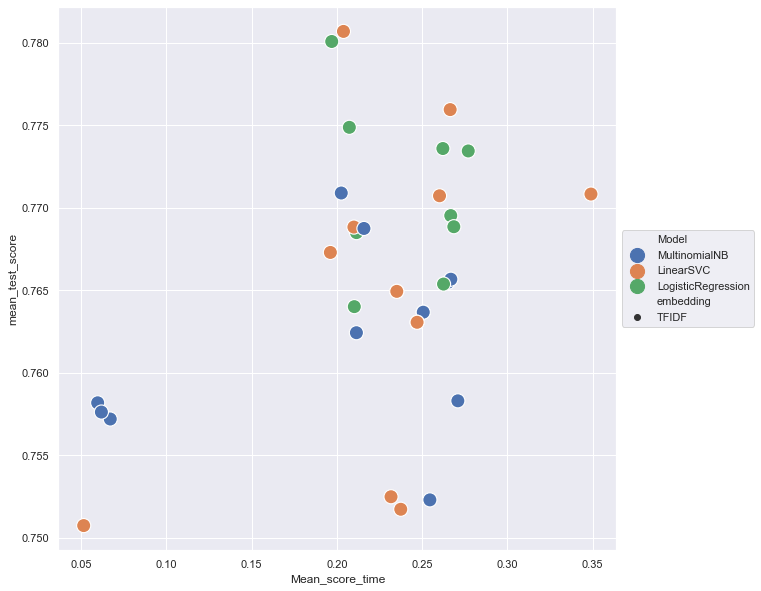 0.780
0.775
0.770
0.765
0.760
0.755
0.750
mean_test_score
0.05 0.10 0.15 0.20 0.25 0.30 0.35
Mean_score_time
Model
MultinomialNB
LinearSVC
LogisticRegression
embedding
TFIDF